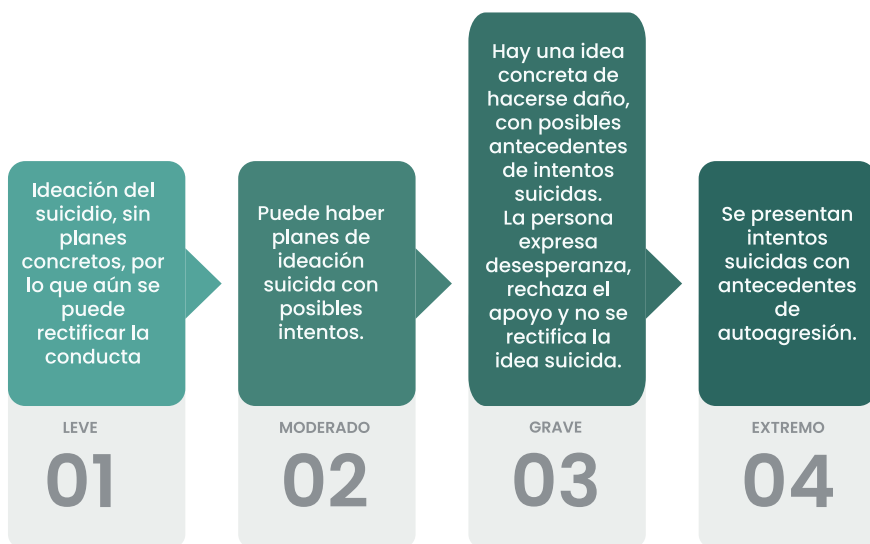 Ideación del
suicidio, sin
planes
concretos, por
lo que aún se
puede
rectificar la
conducta
LEVE
01
Puede haber
planes de
ideación
suicida con
posibles
intentos.
MODERADO
02
Hay una idea
concreta de
hacerse daño,
con posibles
antecedentes
de intentos
suicidas.
La persona
expresa
desesperanza,
rechaza el
apoyo y no se
rectifica la
idea suicida.
GRAVE
03
Se presentan
intentos
suicidas con
antecedentes
de
autoagresión.
EXTREMO
04